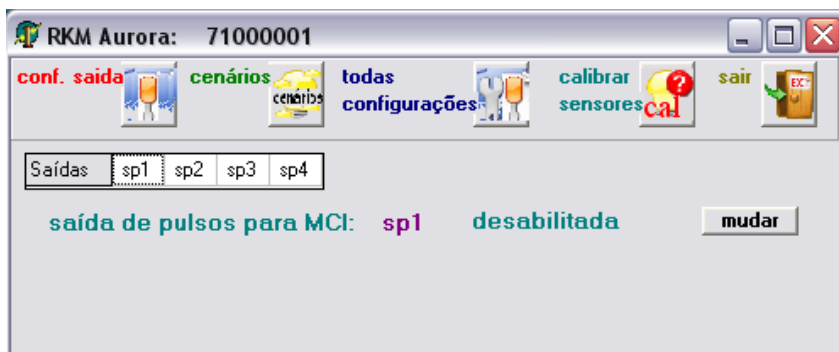 RKM Aurora: 71000001
conf. saida cenários cenários todas configurações calibrar sensores cal ? sair EXIT
Saídas sp1 sp2 sp3 sp4
saída de pulsos para MCI: sp1 desabilitada mudar